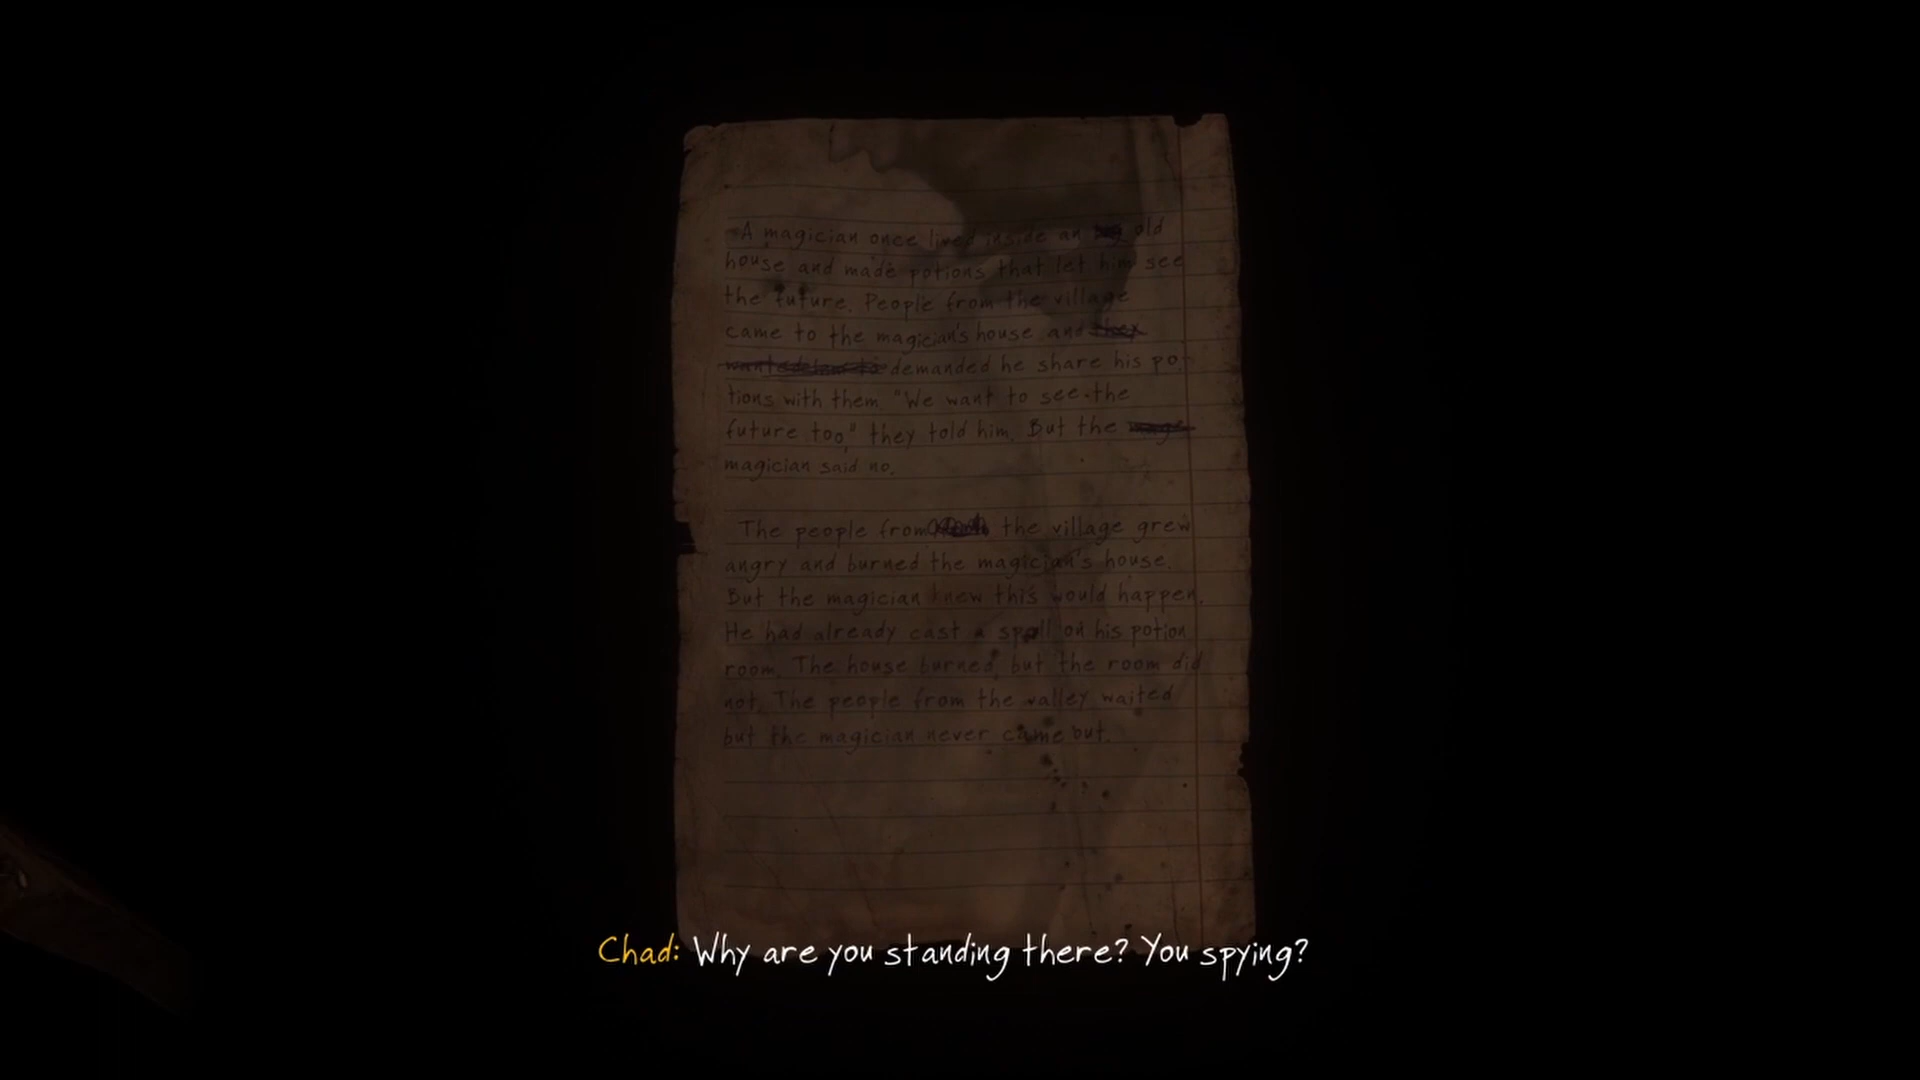 A magician once lived inside an old
house and made potions that let him see
the future. People from the village
came to the magician's house and they
demanded he share his po-
tions with them "We want to see the
future too," they told him. But the
magician said no.
The people from the village grew
angry and burned the magician's house.
But the magician knew this would happen.
He had already cast a spell on his potion
room. The house burned, but the room did
not. The people from the valley waited
but the magician never came out.
Chad: Why are you standing there? You spying?